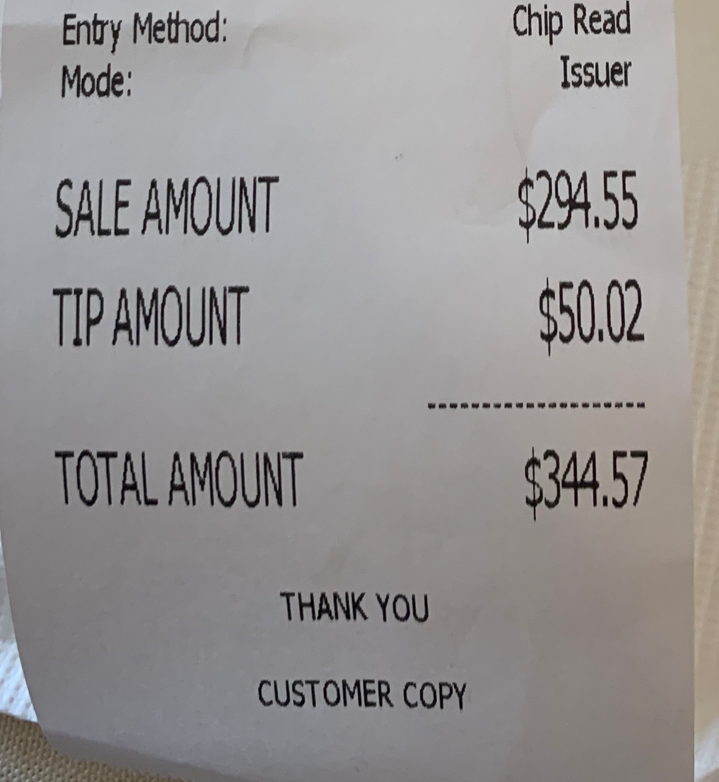 Entry Method: Chip Read
Mode: Issuer
SALE AMOUNT $294.55
TIP AMOUNT $50.02
--------------------
TOTAL AMOUNT $344.57
THANK YOU
CUSTOMER COPY